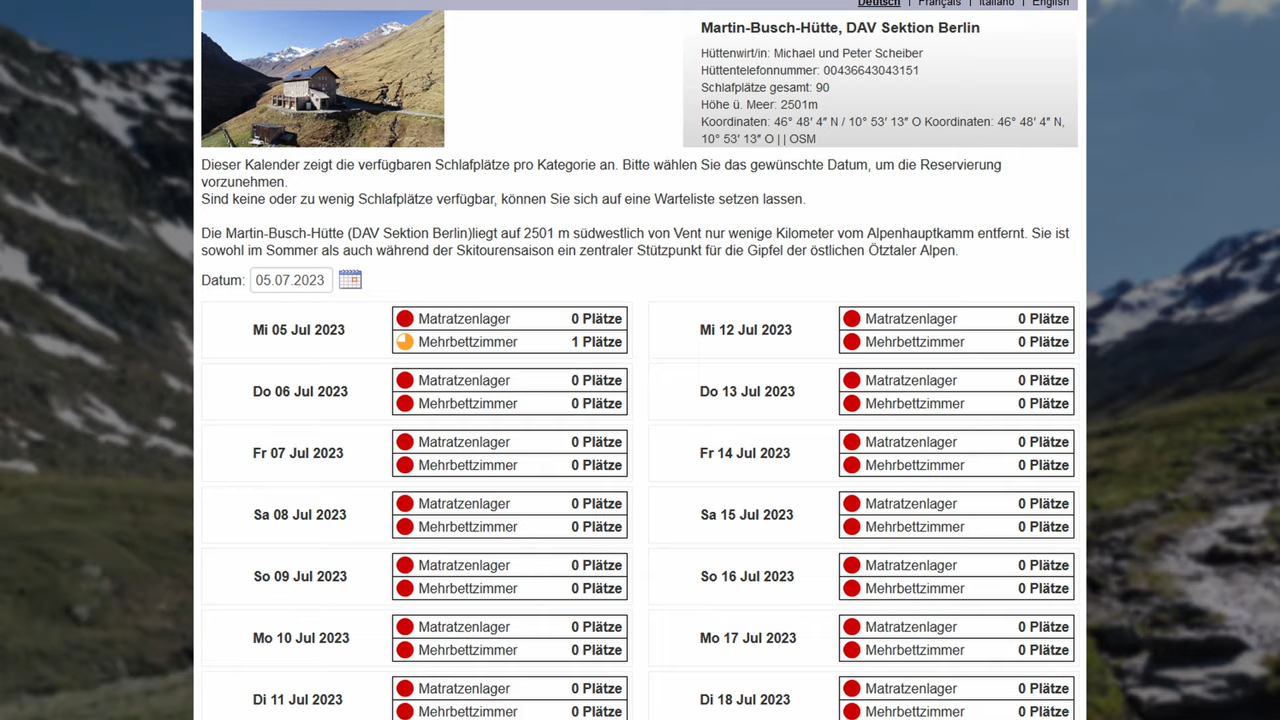 Deutsch | Français | Italiano | English
Martin-Busch-Hütte, DAV Sektion Berlin
Hüttenwirt/in: Michael und Peter Scheiber
Hüttentelefonnummer: 00436643043151
Schlafplätze gesamt: 90
Höhe ü. Meer: 2501m
Koordinaten: 46° 48′ 4″ N / 10° 53′ 13″ O Koordinaten: 46° 48′ 4″ N,
10° 53′ 13″ O | | OSM
Dieser Kalender zeigt die verfügbaren Schlafplätze pro Kategorie an. Bitte wählen Sie das gewünschte Datum, um die Reservierung
vorzunehmen.
Sind keine oder zu wenig Schlafplätze verfügbar, können Sie sich auf eine Warteliste setzen lassen.
Die Martin-Busch-Hütte (DAV Sektion Berlin)liegt auf 2501 m südwestlich von Vent nur wenige Kilometer vom Alpenhauptkamm entfernt. Sie ist
sowohl im Sommer als auch während der Skitourensaison ein zentraler Stützpunkt für die Gipfel der östlichen Ötztaler Alpen.
Datum: 05.07.2023
Mi 05 Jul 2023
Matratzenlager 0 Plätze
Mehrbettzimmer 1 Plätze
Mi 12 Jul 2023
Matratzenlager 0 Plätze
Mehrbettzimmer 0 Plätze
Do 06 Jul 2023
Matratzenlager 0 Plätze
Mehrbettzimmer 0 Plätze
Do 13 Jul 2023
Matratzenlager 0 Plätze
Mehrbettzimmer 0 Plätze
Fr 07 Jul 2023
Matratzenlager 0 Plätze
Mehrbettzimmer 0 Plätze
Fr 14 Jul 2023
Matratzenlager 0 Plätze
Mehrbettzimmer 0 Plätze
Sa 08 Jul 2023
Matratzenlager 0 Plätze
Mehrbettzimmer 0 Plätze
Sa 15 Jul 2023
Matratzenlager 0 Plätze
Mehrbettzimmer 0 Plätze
So 09 Jul 2023
Matratzenlager 0 Plätze
Mehrbettzimmer 0 Plätze
So 16 Jul 2023
Matratzenlager 0 Plätze
Mehrbettzimmer 0 Plätze
Mo 10 Jul 2023
Matratzenlager 0 Plätze
Mehrbettzimmer 0 Plätze
Mo 17 Jul 2023
Matratzenlager 0 Plätze
Mehrbettzimmer 0 Plätze
Di 11 Jul 2023
Matratzenlager 0 Plätze
Mehrbettzimmer 0 Plätze
Di 18 Jul 2023
Matratzenlager 0 Plätze
Mehrbettzimmer 0 Plätze